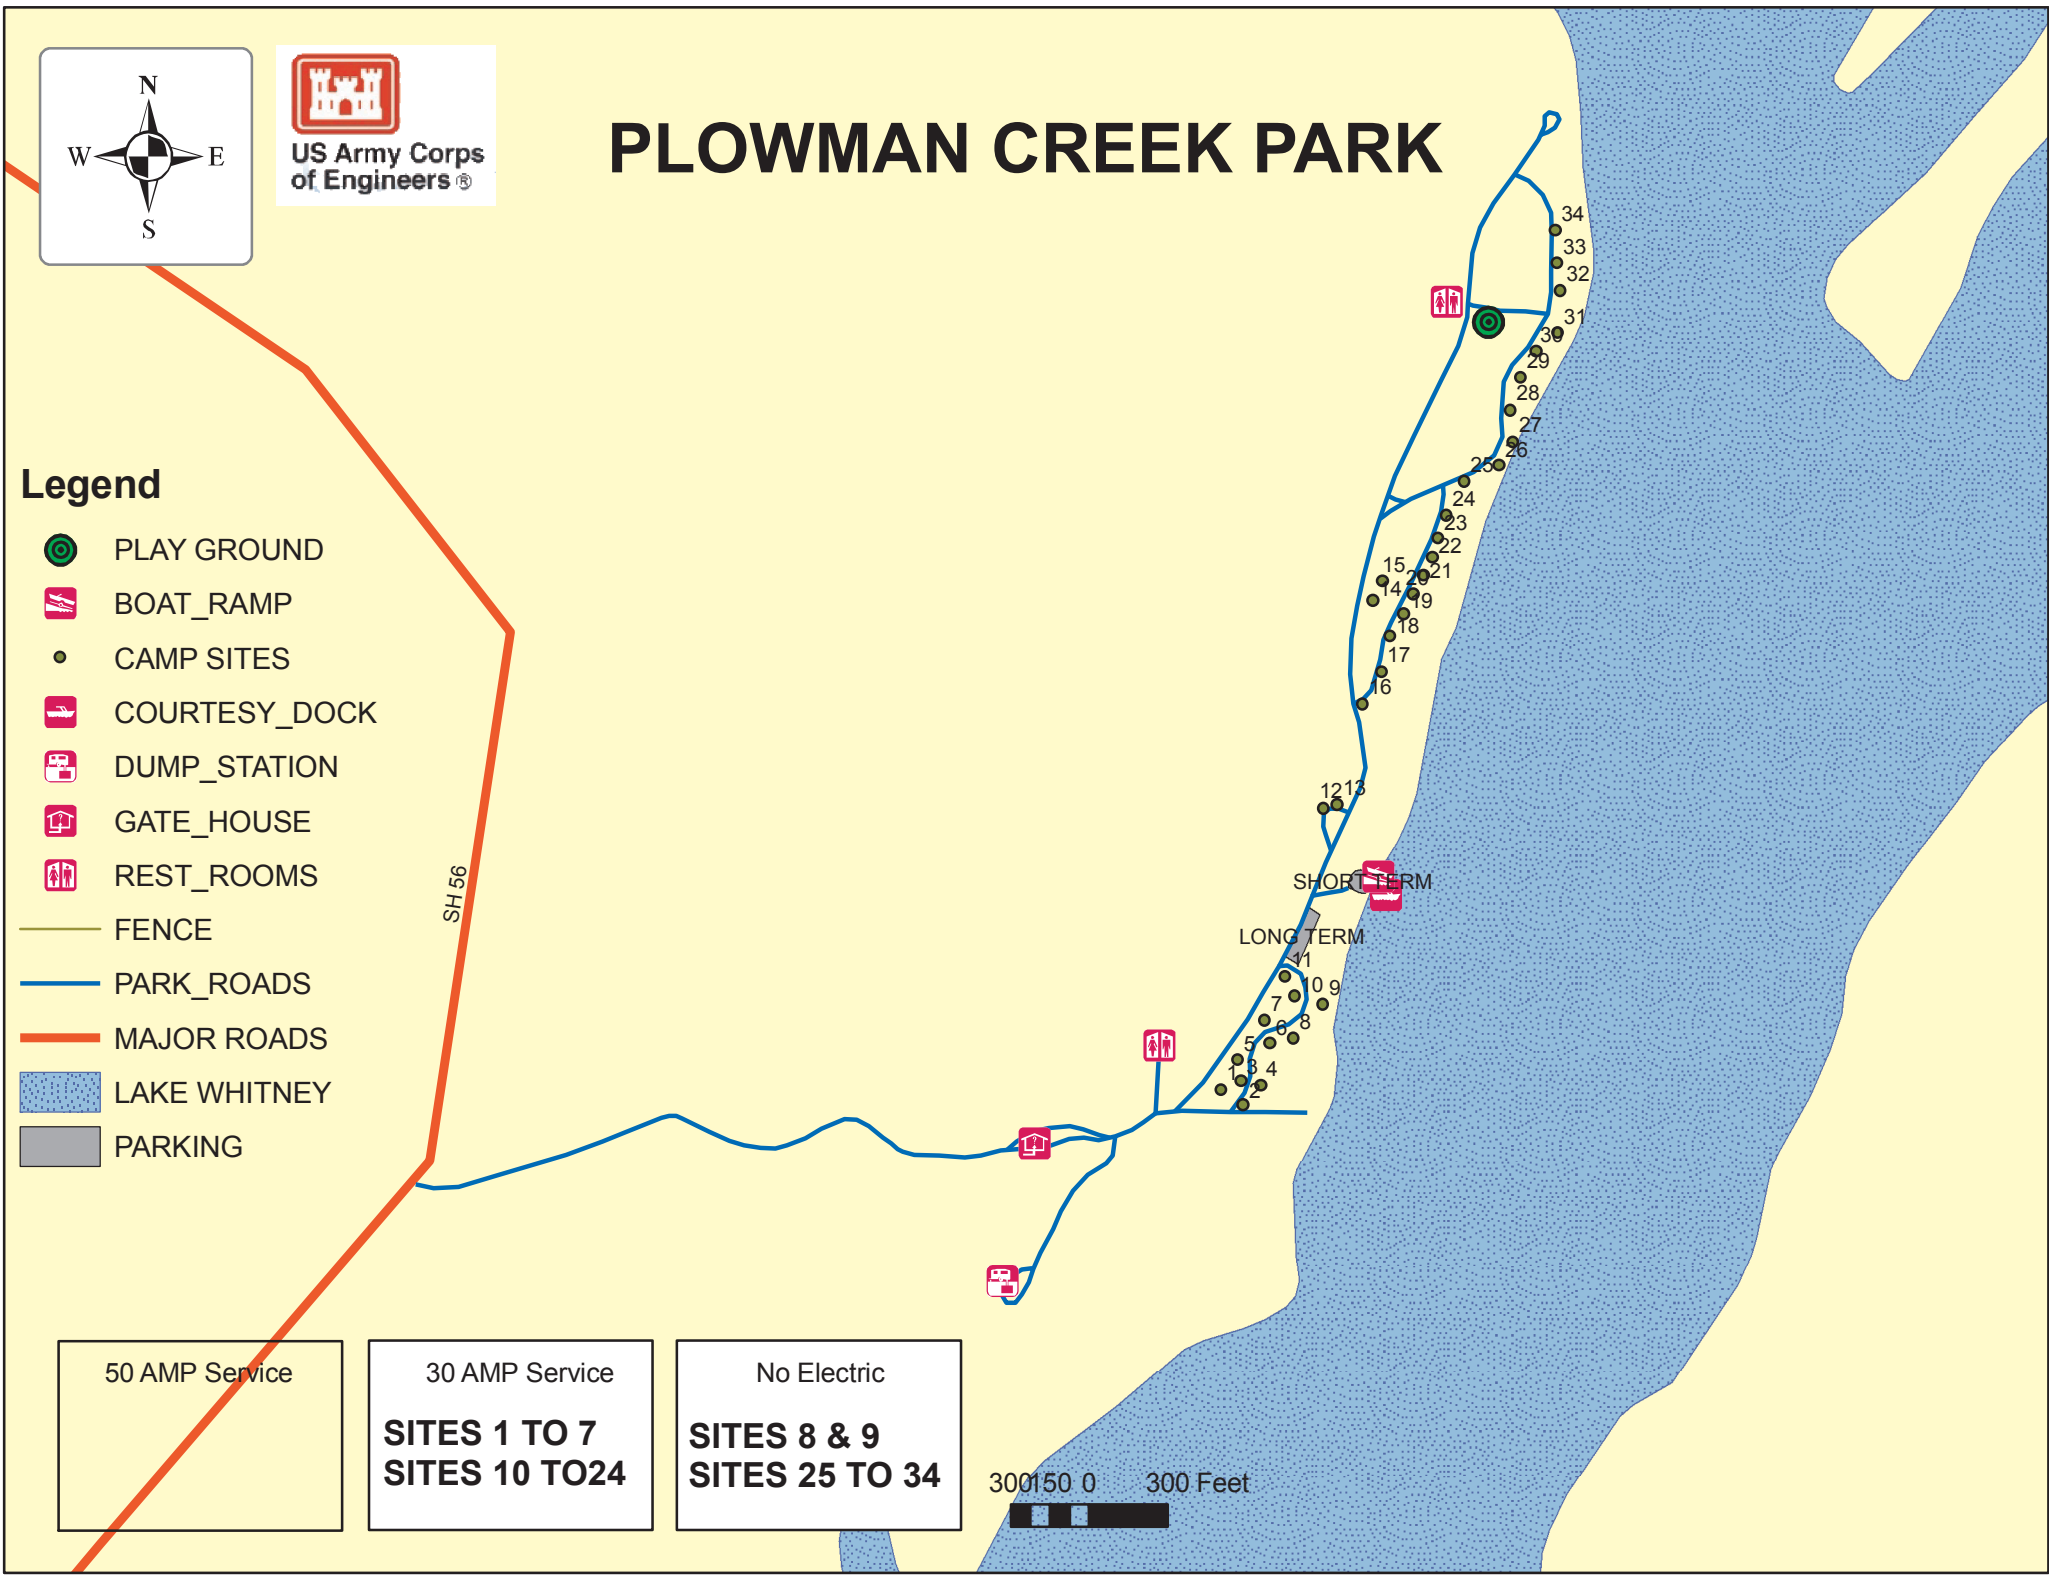 N
W E
S
US Army Corps
of Engineers ®
PLOWMAN CREEK PARK
34
33
32
31
30
29
28
27
26
25
24
23
22
21
20
19
18
17
16
15
14
13
12
SHORT TERM
LONG TERM
11
10
9
8
7
6
5
4
3
2
1
SH 56
Legend
PLAY GROUND
BOAT_RAMP
CAMP SITES
COURTESY_DOCK
DUMP_STATION
GATE_HOUSE
REST_ROOMS
FENCE
PARK_ROADS
MAJOR ROADS
LAKE WHITNEY
PARKING
50 AMP Service
30 AMP Service
SITES 1 TO 7
SITES 10 TO24
No Electric
SITES 8 & 9
SITES 25 TO 34
300 150 0 300 Feet